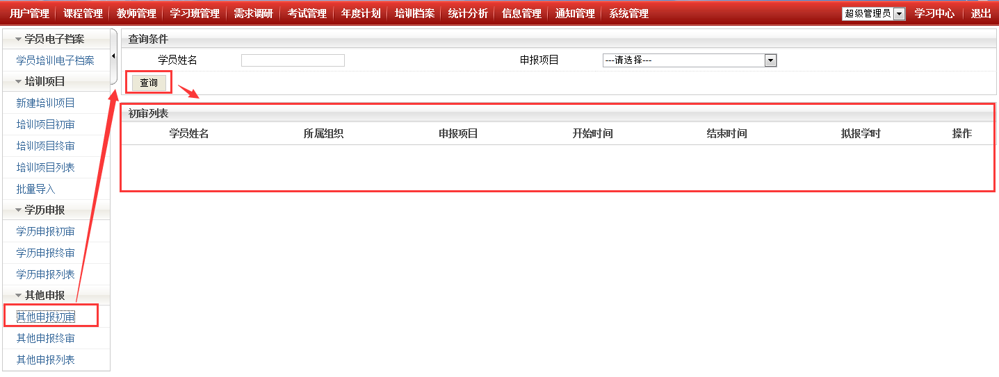 用户管理 课程管理 教师管理 学习班管理 需求调研 考试管理 年度计划 培训档案 统计分析 信息管理 通知管理 系统管理 超级管理员 学习中心 退出
学员电子档案
学员培训电子档案
培训项目
新建培训项目
培训项目初审
培训项目终审
培训项目列表
批量导入
学历申报
学历申报初审
学历申报终审
学历申报列表
其他申报
其他申报初审
其他申报终审
其他申报列表
查询条件
学员姓名 申报项目 ---请选择---
查询
初审列表
学员姓名 所属组织 申报项目 开始时间 结束时间 拟报学时 操作